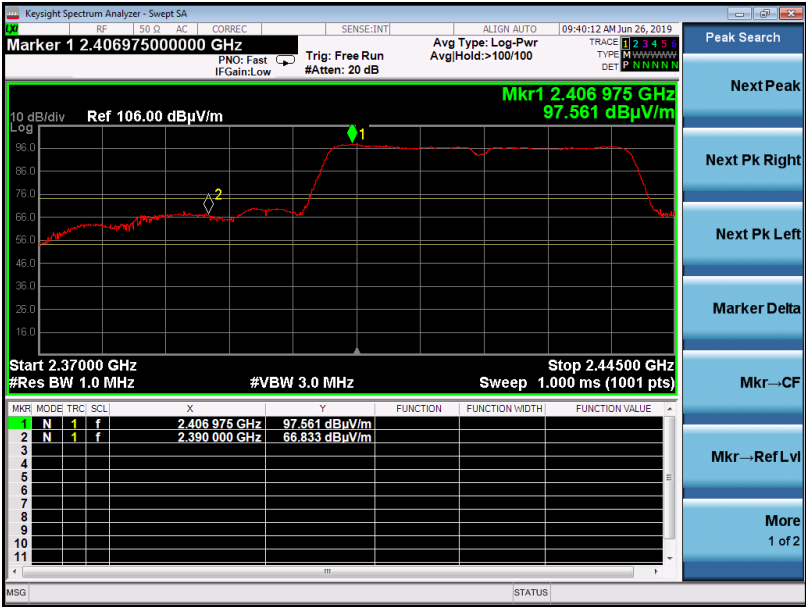 Keysight Spectrum Analyzer - Swept SA
LXI RF 50 Ω AC CORREC SENSE:INT ALIGN AUTO 09:40:12 AM Jun 26, 2019
Marker 1 2.406975000000 GHz
PNO: Fast
IFGain:Low
Trig: Free Run
#Atten: 20 dB
Avg Type: Log-Pwr
Avg|Hold:>100/100
TRACE 1 2 3 4 5 6
TYPE M WWWWW
DET P N N N N N
Mkr1 2.406 975 GHz
97.561 dBµV/m
10 dB/div Ref 106.00 dBµV/m
Log
1
96.0
86.0
76.0
2
66.0
56.0
46.0
36.0
26.0
16.0
Start 2.37000 GHz Stop 2.44500 GHz
#Res BW 1.0 MHz #VBW 3.0 MHz Sweep 1.000 ms (1001 pts)
MKR MODE TRC SCL X Y FUNCTION FUNCTION WIDTH FUNCTION VALUE
1 N 1 f 2.406 975 GHz 97.561 dBµV/m
2 N 1 f 2.390 000 GHz 66.833 dBµV/m
3
4
5
6
7
8
9
10
11
MSG STATUS
Peak Search
Next Peak
Next Pk Right
Next Pk Left
Marker Delta
Mkr→CF
Mkr→Ref Lvl
More
1 of 2